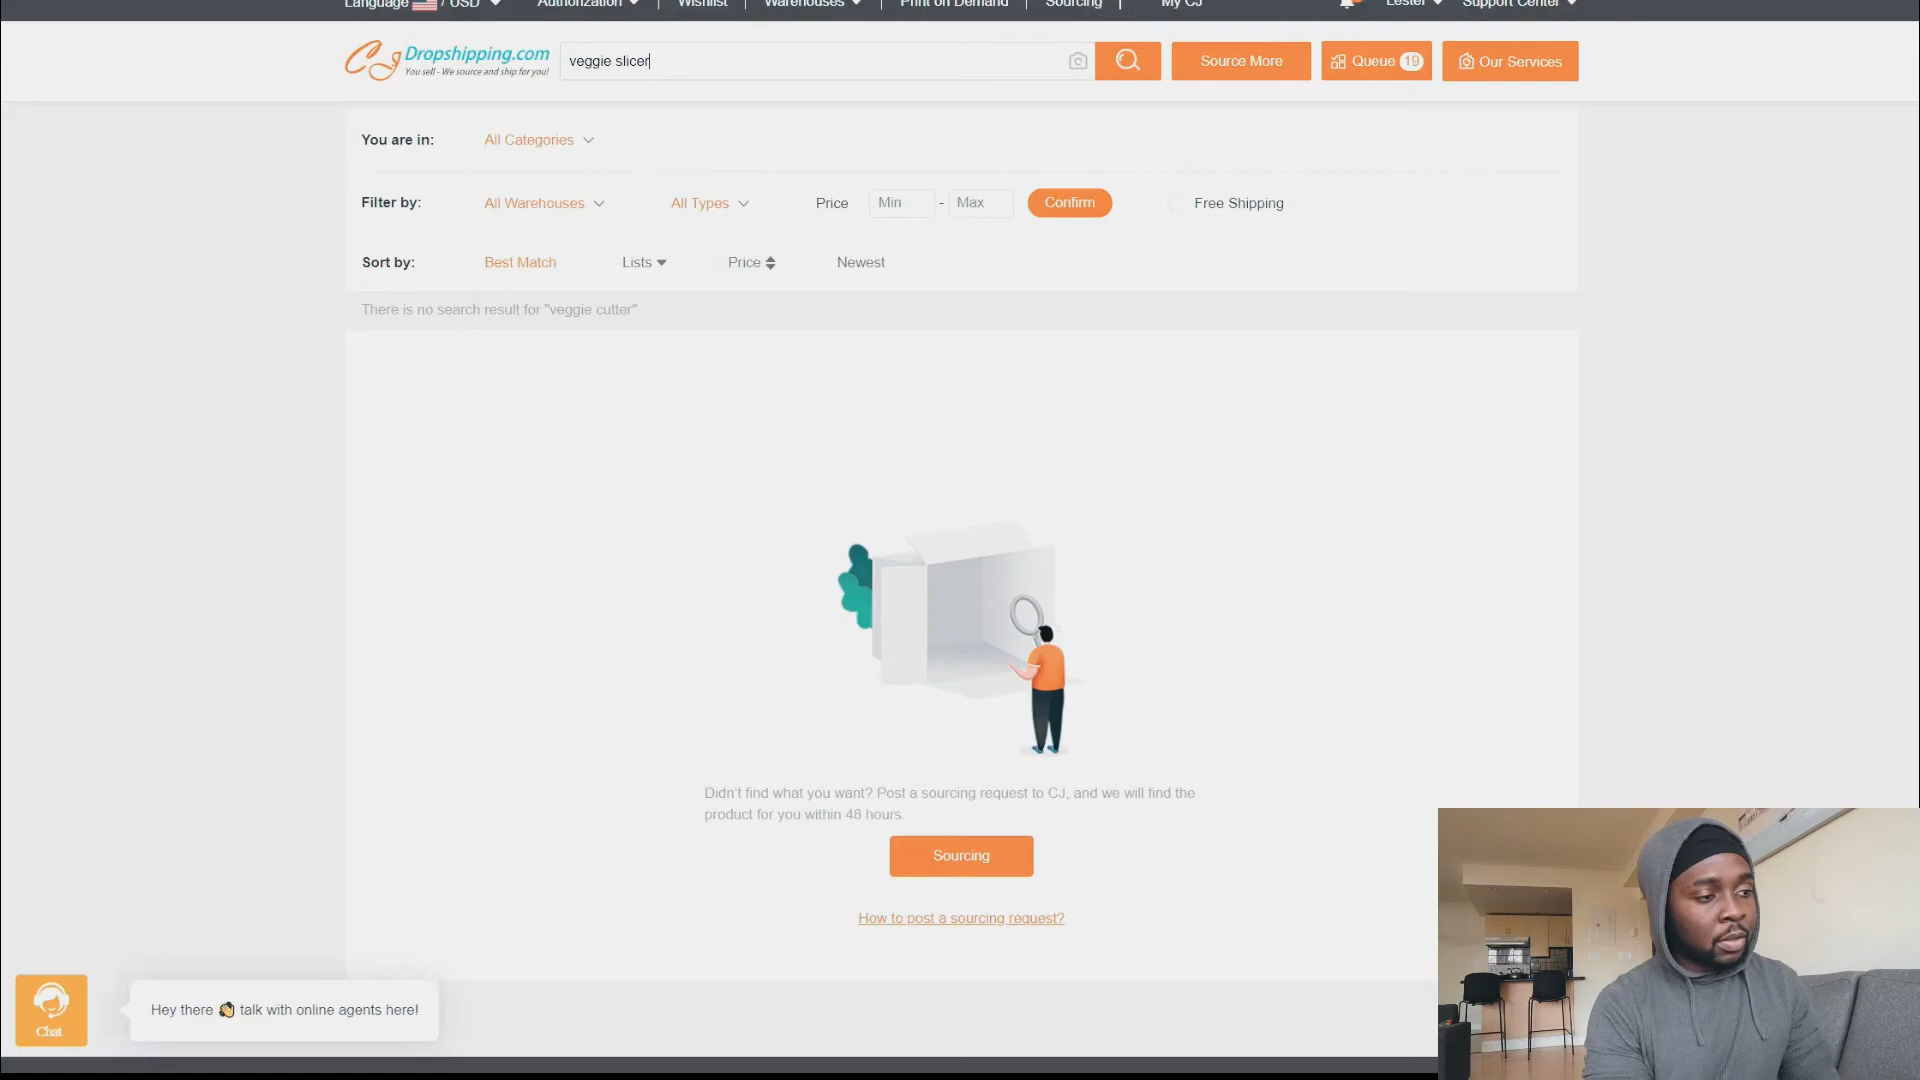 Language / USD Authorization Wishlist Warehouses Print on Demand Sourcing My CJ Lester Support Center
CJ Dropshipping.com
You sell - We source and ship for you!
veggie slicer
Source More
Queue 19
Our Services
You are in: All Categories
Filter by: All Warehouses All Types Price Min - Max Confirm Free Shipping
Sort by: Best Match Lists Price Newest
There is no search result for "veggie cutter"
Didn't find what you want? Post a sourcing request to CJ, and we will find the
product for you within 48 hours.
Sourcing
How to post a sourcing request?
Chat
Hey there 👋 talk with online agents here!